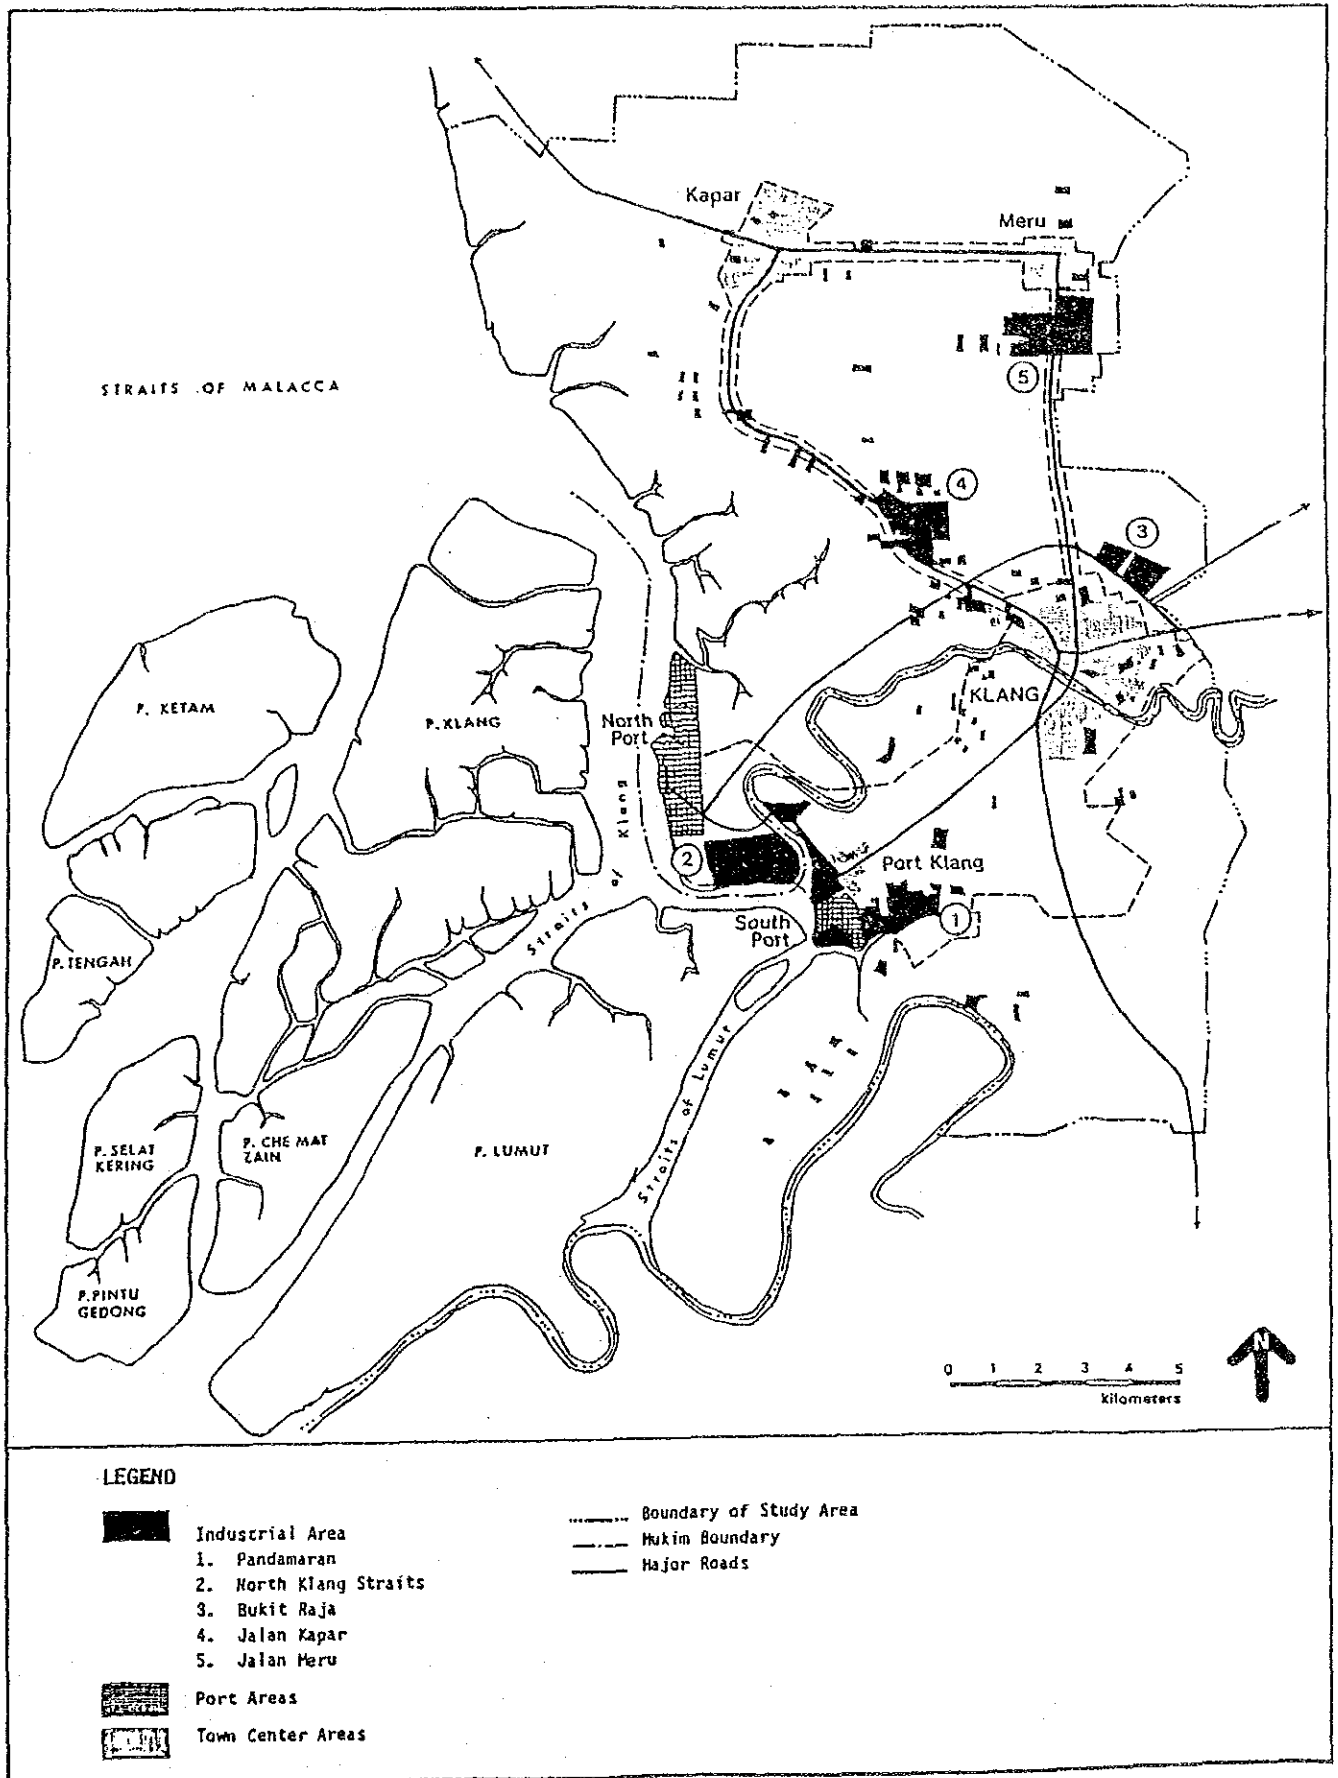 Kapar
Meru
STRAITS OF MALACCA
5
4
3
P. KETAM
P. KLANG
North
Port
KLANG
Straits of Klang
2
Port Klang
South
Port
1
P. TENGAH
Straits of Lumut
P. SELAT
KERING
P. CHE MAT
ZAIN
P. LUMUT
P. PINTU
GEDONG
N
0 1 2 3 4 5
kilometers
LEGEND
Industrial Area
1. Pandamaran
2. North Klang Straits
3. Bukit Raja
4. Jalan Kapar
5. Jalan Meru
Port Areas
Town Center Areas
Boundary of Study Area
Mukim Boundary
Major Roads